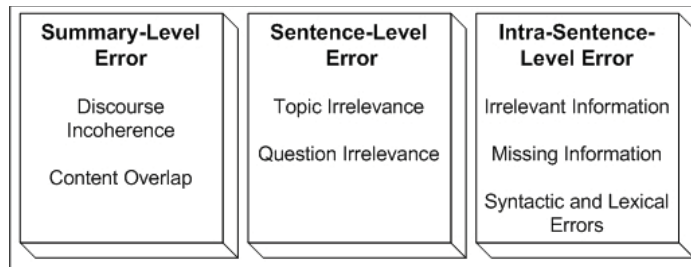 Summary-Level
Error
Discourse
Incoherence
Content Overlap
Sentence-Level
Error
Topic Irrelevance
Question Irrelevance
Intra-Sentence-
Level Error
Irrelevant Information
Missing Information
Syntactic and Lexical
Errors